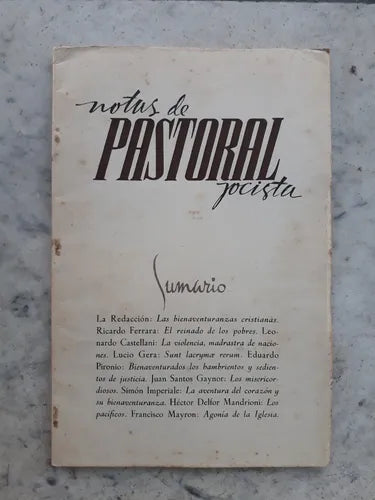 notas de
PASTORAL
jocista
Sumario
La Redacción: Las bienaventuranzas cristianas.
Ricardo Ferrara: El reinado de los pobres. Leo-
nardo Castellani: La violencia, madrastra de nacio-
nes. Lucio Gera: Sunt lacrymæ rerum. Eduardo
Pironio: Bienaventurados los hambrientos y sedien-
tos de justicia. Juan Santos Gaynor: Los misericor-
diosos. Simón Imperiale: La aventura del corazón y
su bienaventuranza. Héctor Delfor Mandrioni: Los
pacíficos. Francisco Mayron: Agonía de la Iglesia.